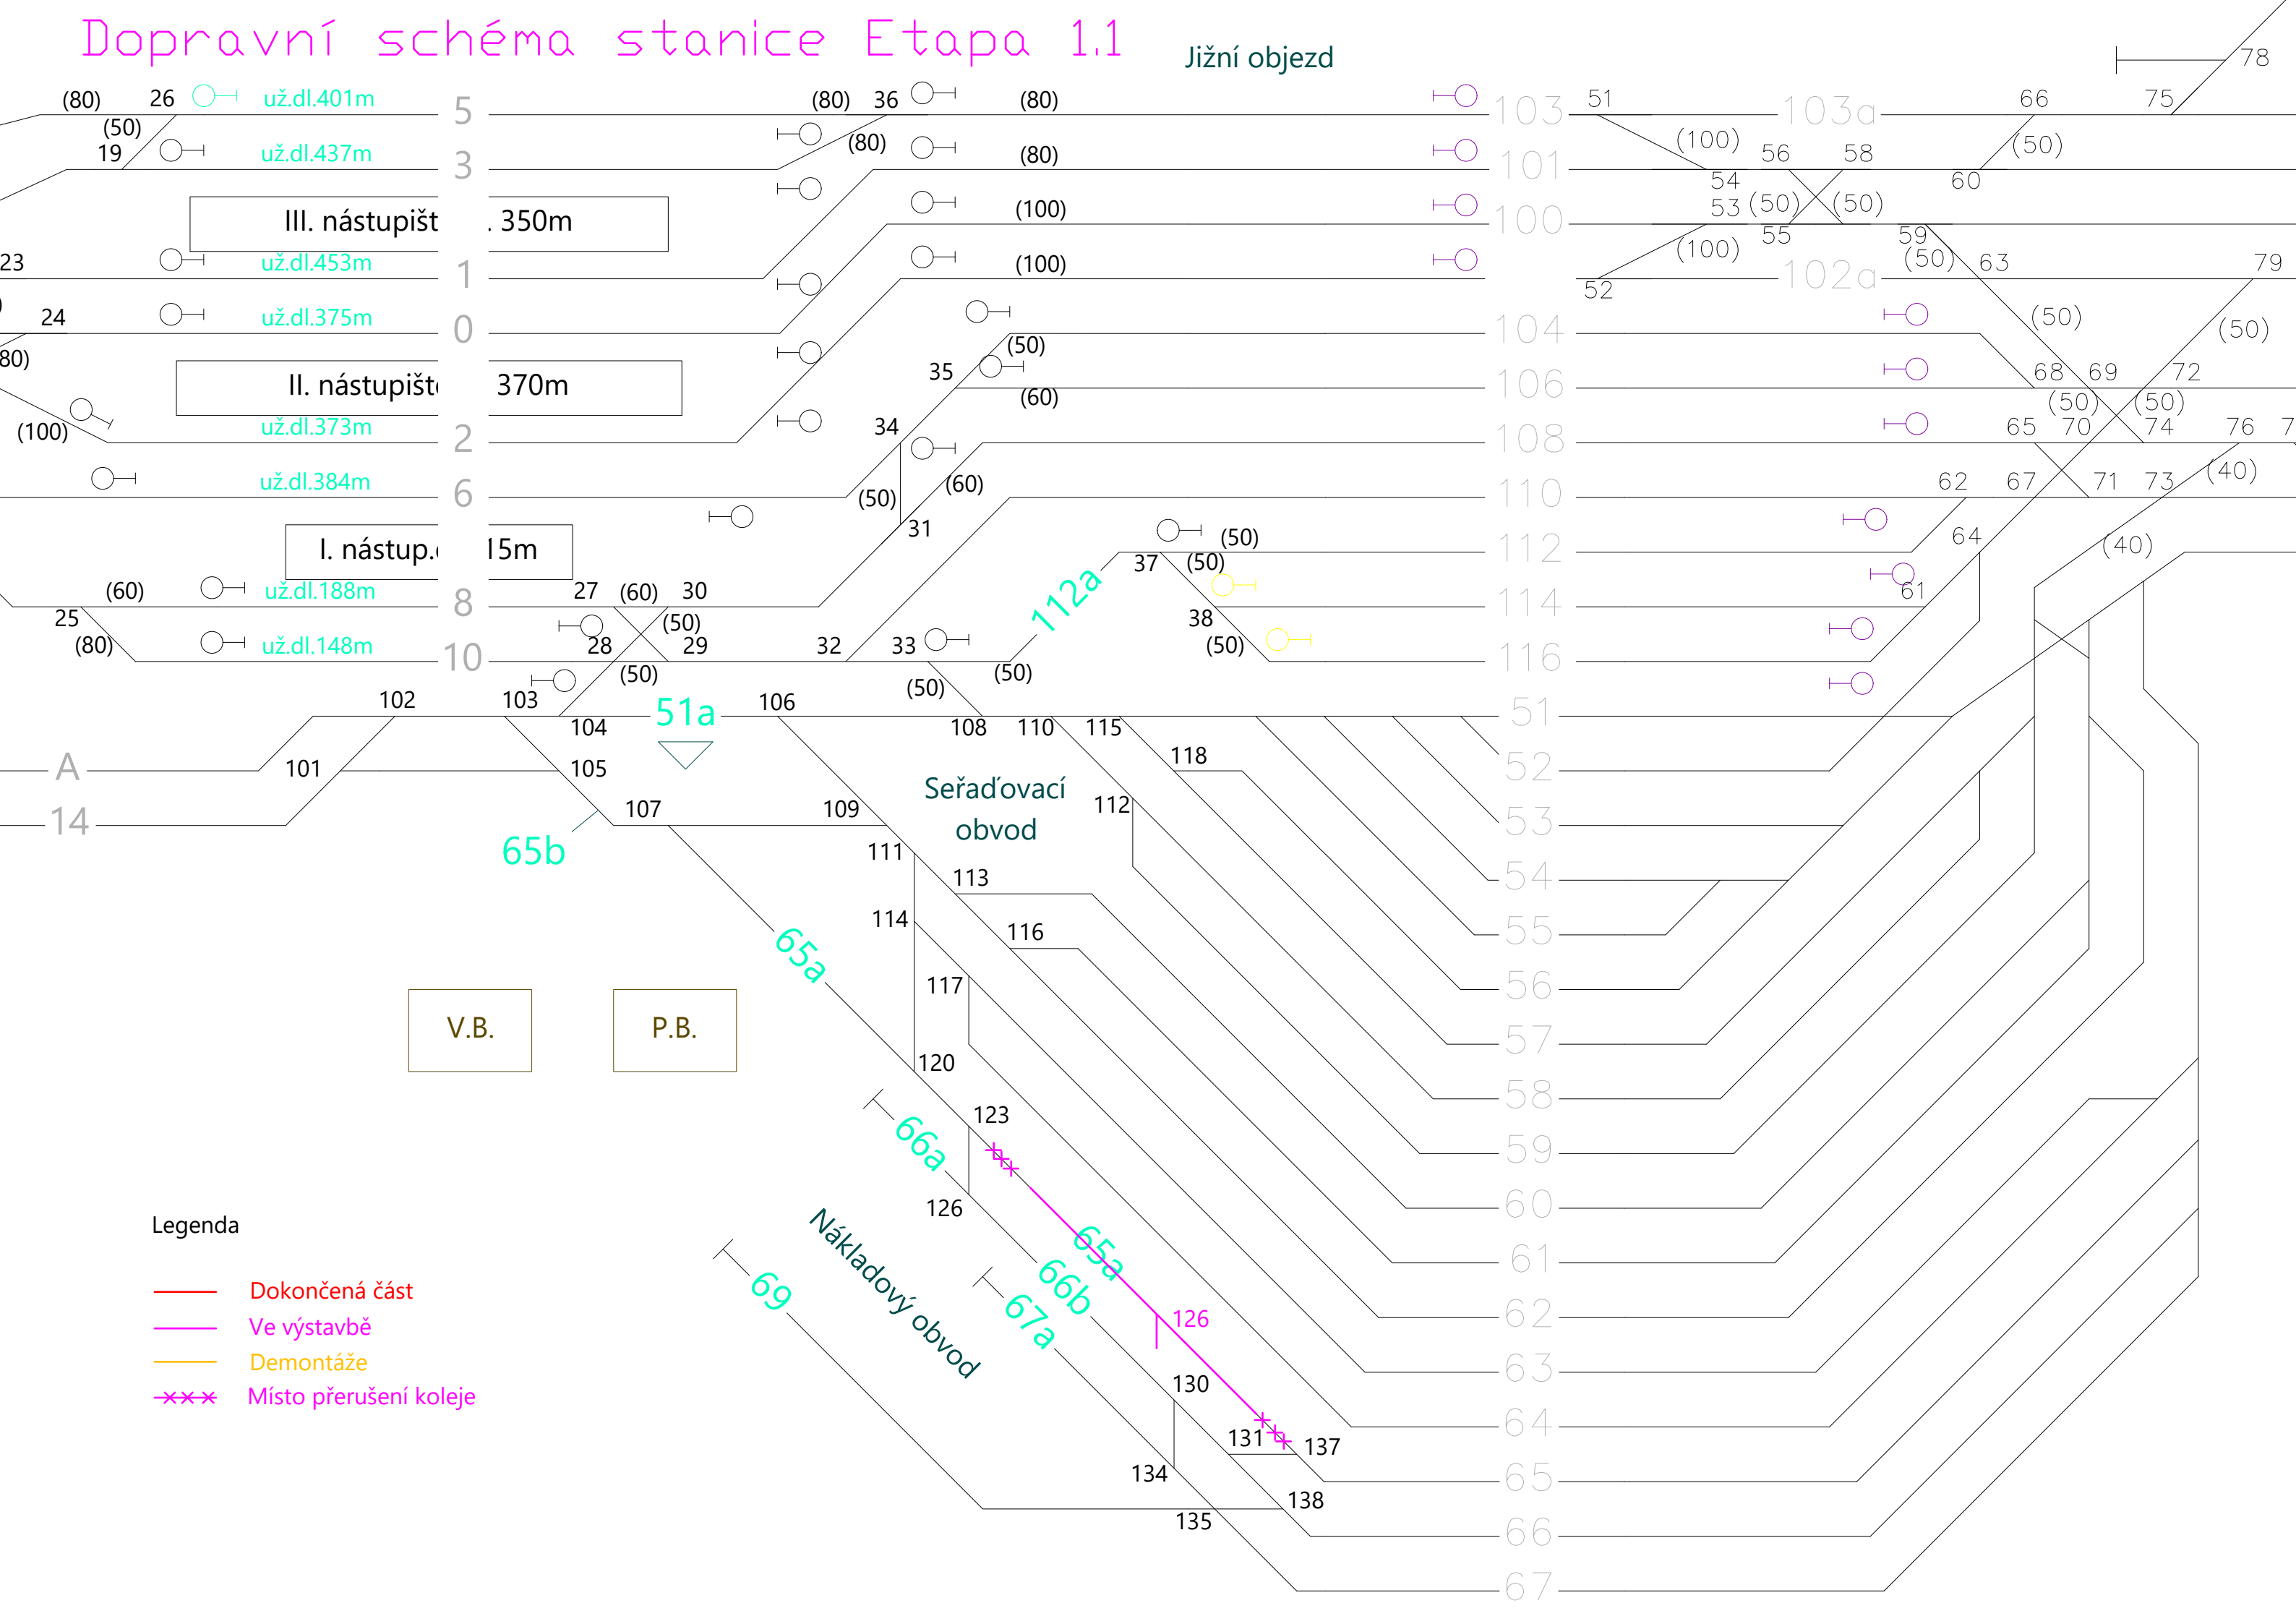 Dopravní schéma stanice Etapa 1.1
Jižní objezd
78
(80) 26 už.dl.401m 5 (80) 36 (80) 103 51 103a 66 75
(50) (80) (100) (50)
19 už.dl.437m 3 (80) 101 56 58
54 60
III. nástupišt . 350m (100) 100 53 (50) (50)
55 59
(100) (50)
23 už.dl.453m 1 (100) 52 102a 63 79
24 už.dl.375m 0 (50) 104 (50) (50)
80)
II. nástupiště 370m 35 106 68 69 72
(60) (50) (50)
(100) už.dl.373m 2 34 108 65 70 74 76
(40)
už.dl.384m 6 (50) (60) 110 62 67 71 73
31
I. nástup. 15m 37 (50) (50) 112 64 (40)
(60) už.dl.188m 8 27 (60) 30 112a 114 61
25 (50) 38
(80) už.dl.148m 10 28 29 32 33 (50) 116
(50) (50) (50)
102 103 51a 106 51
104 108 110 115
A 101 105 118 52
Seřaďovací
obvod
14 107 109 112 53
65b 111
113 54
114 116 55
65a
117 56
V.B. P.B.
57
120
58
123
66a 59
126 60
Legenda
65a 61
66b
69 Nákladový obvod 67a
Dokončená část
126 62
Ve výstavbě
Demontáže 63
130
Místo přerušení koleje
131 137 64
134 65
138
135 66
67